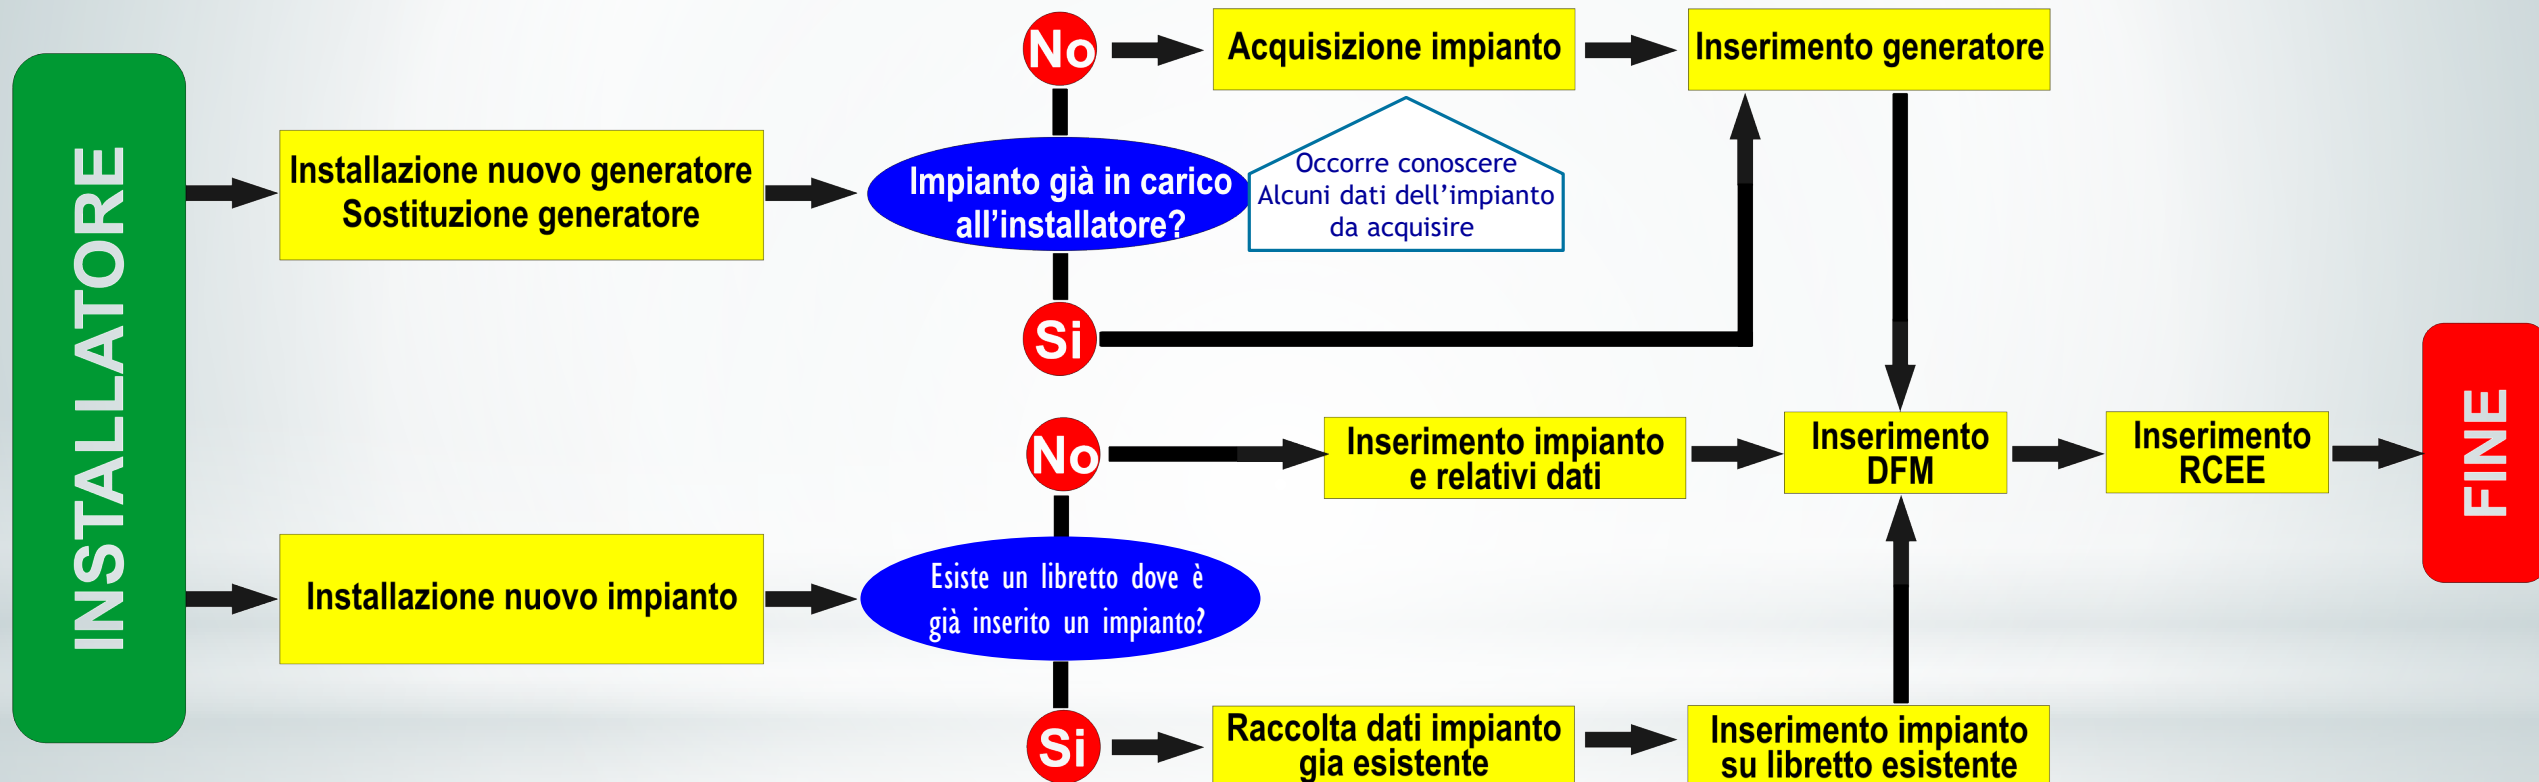 INSTALLATORE
Installazione nuovo generatore
Sostituzione generatore
No
Impianto già in carico
all’installatore?
Si
Acquisizione impianto
Occorre conoscere
Alcuni dati dell’impianto
da acquisire
Inserimento generatore
Installazione nuovo impianto
No
Esiste un libretto dove è
già inserito un impianto?
Si
Inserimento impianto
e relativi dati
Raccolta dati impianto
gia esistente
Inserimento impianto
su libretto esistente
Inserimento
DFM
Inserimento
RCEE
FINE